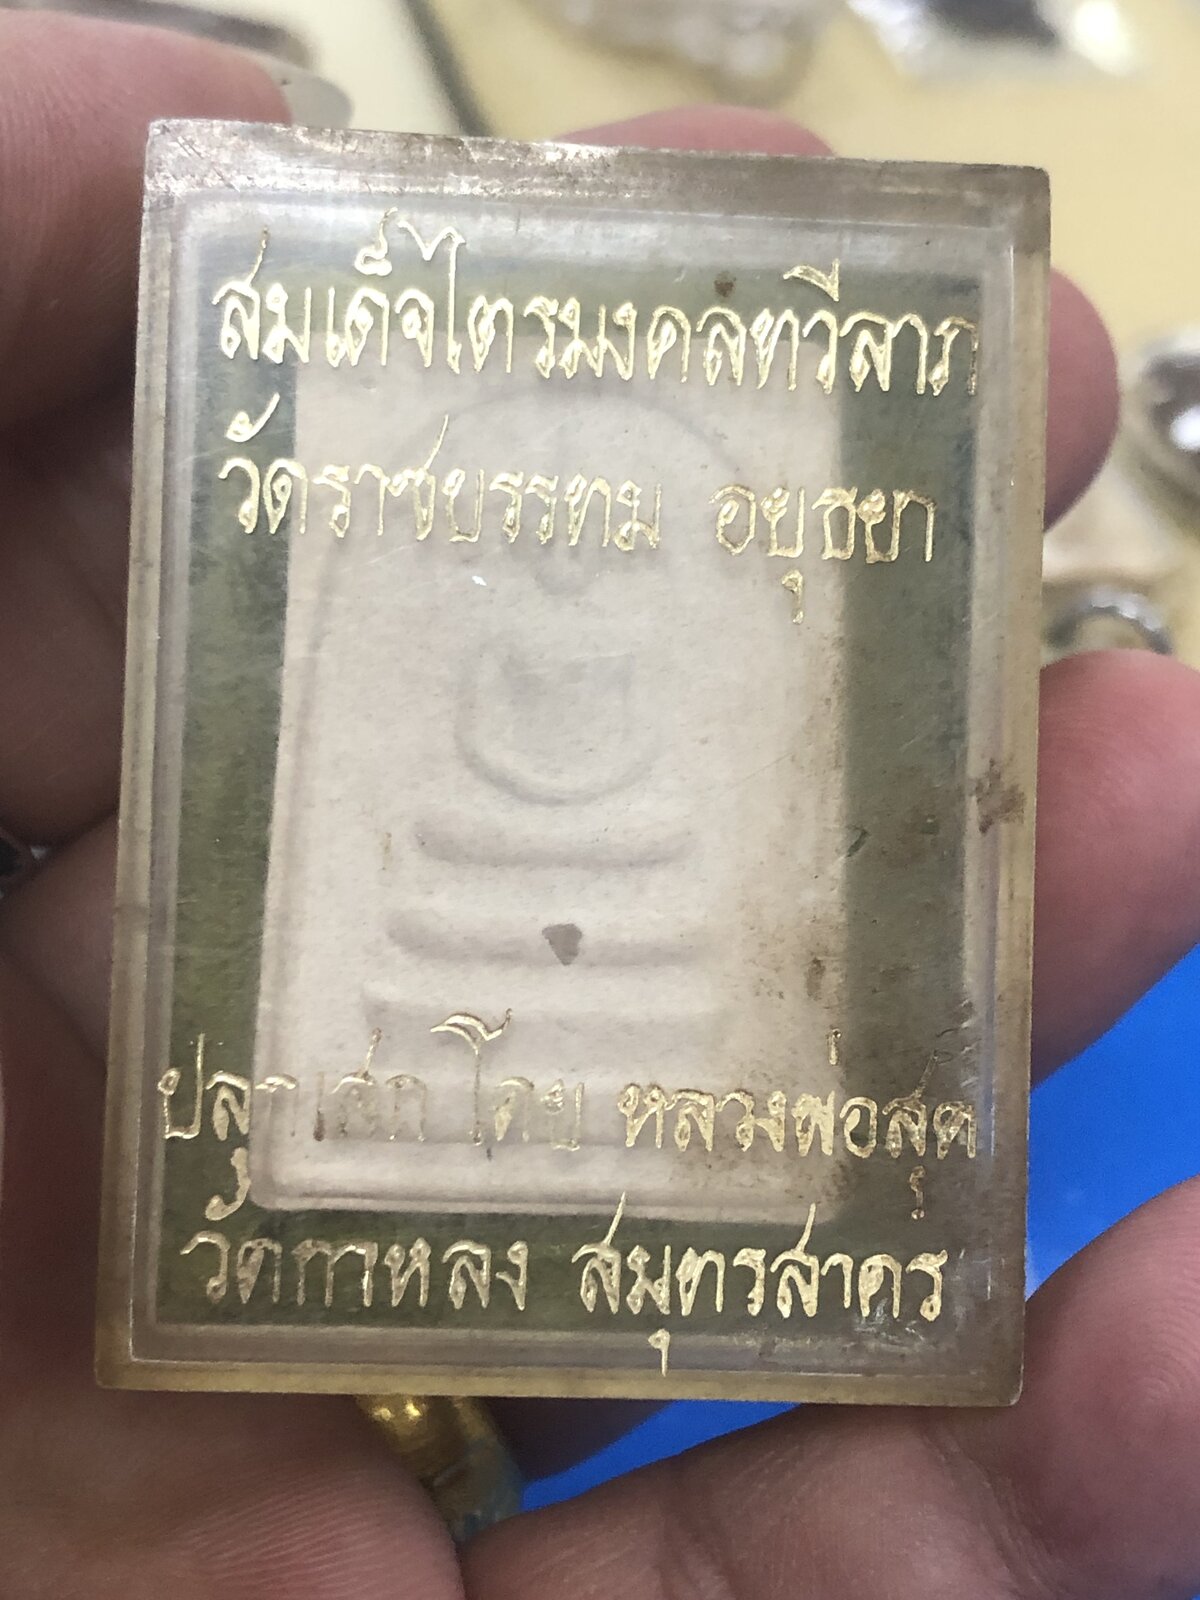 สมเด็จไตรมงคลทวีลาภ
วัดราชบรรทม อยุธยา
ปลุกเสก โดย หลวงพ่อสุด
วัดกาหลง สมุทรสาคร